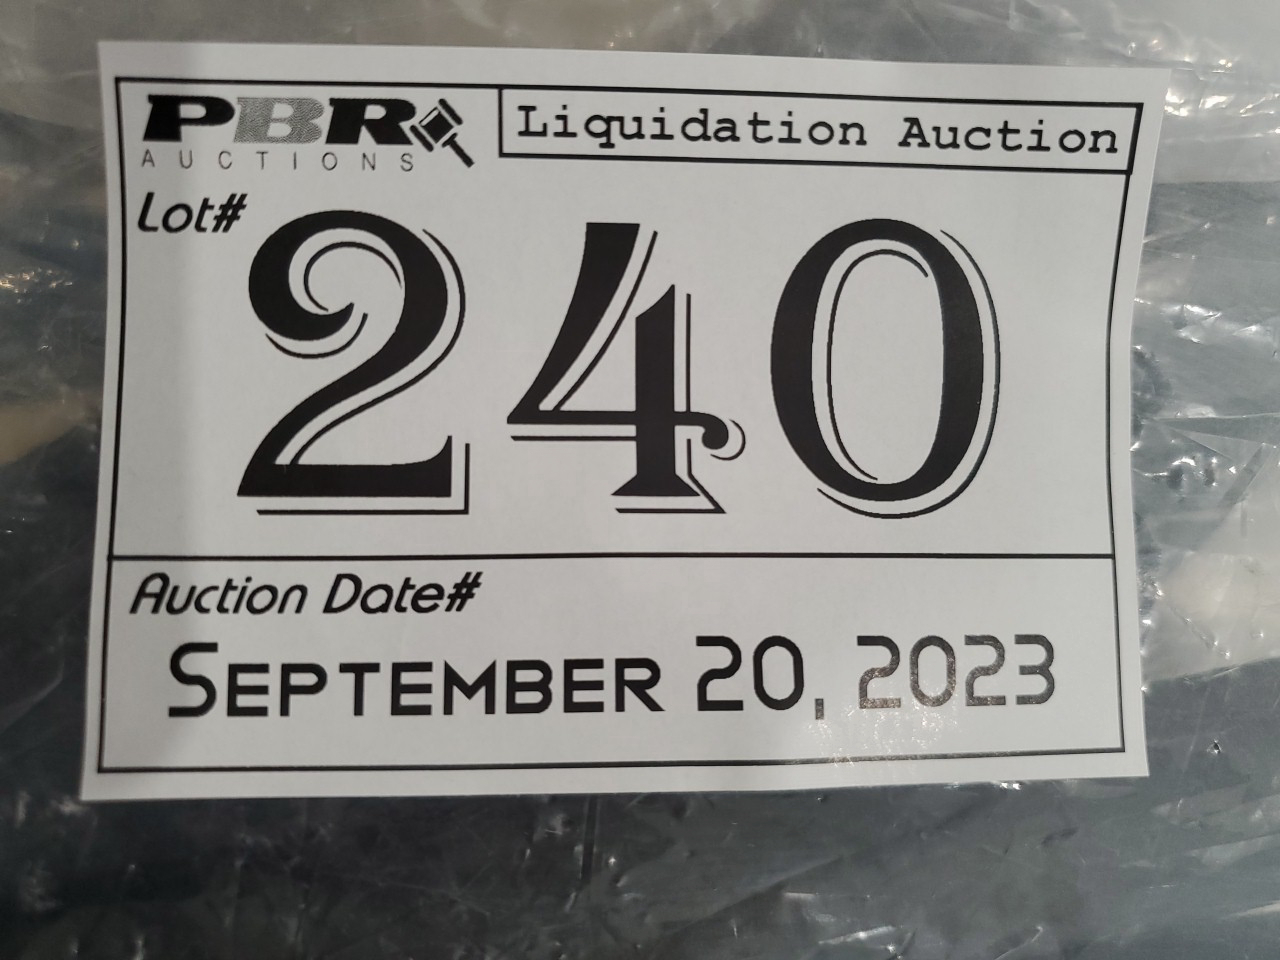 PBR
AUCTIONS
Liquidation Auction
Lot#
240
Auction Date#
SEPTEMBER 20, 2023